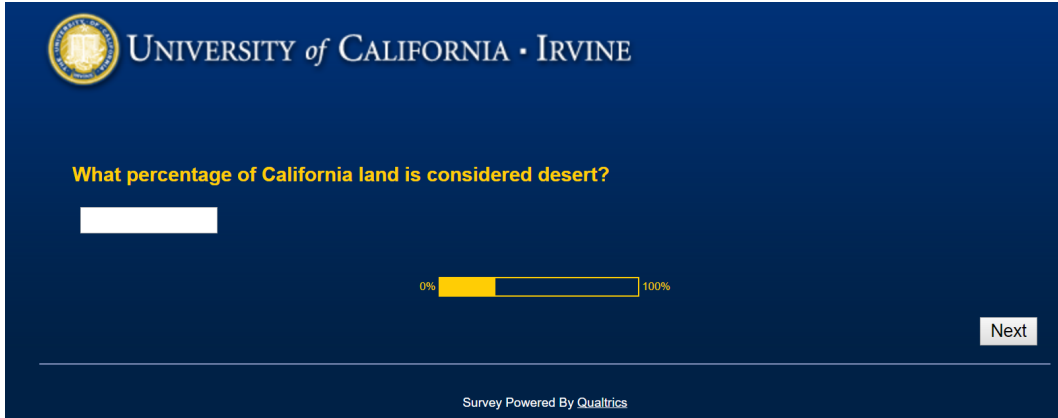 UNIVERSITY of CALIFORNIA · IRVINE
What percentage of California land is considered desert?
0% 100%
Next
Survey Powered By Qualtrics